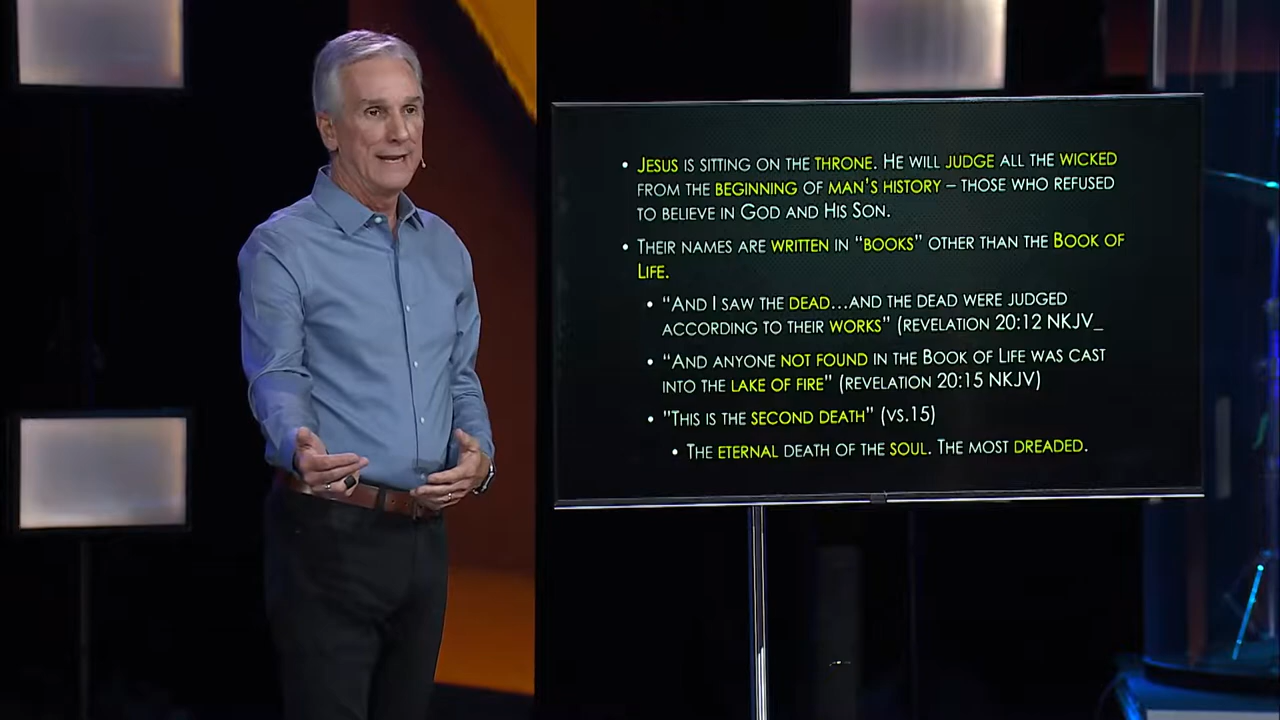 • Jesus is sitting on the throne. He will judge all the wicked
from the beginning of man's history – those who refused
to believe in God and His Son.
• Their names are written in “books” other than the Book of
Life.
• “And I saw the dead…and the dead were judged
according to their works” (Revelation 20:12 NKJV_
• “And anyone not found in the Book of Life was cast
into the lake of fire” (Revelation 20:15 NKJV)
• "This is the second death” (vs.15)
• The eternal death of the soul. The most dreaded.